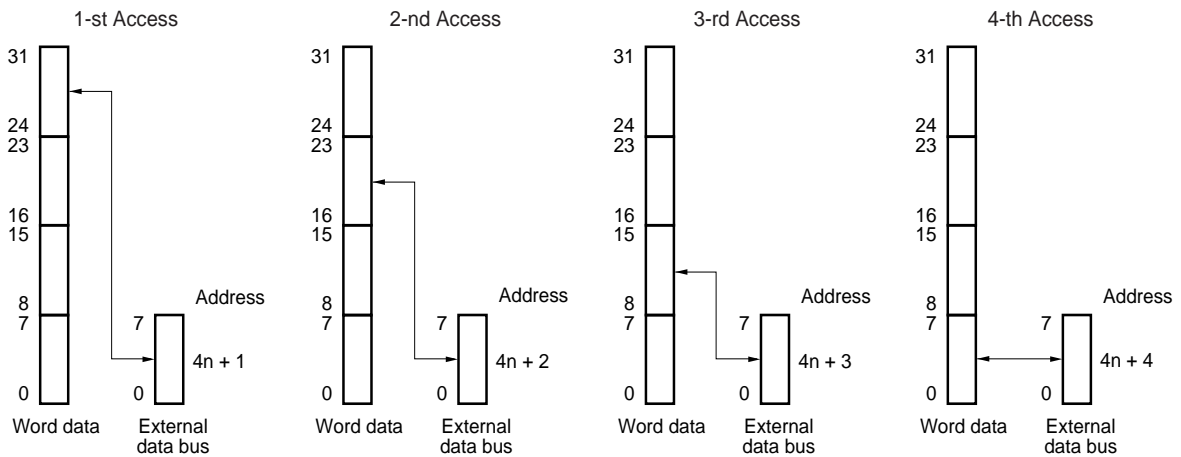 1-st Access
31
24
23
16
15
8
7
0
Address
7
4n + 1
0
Word data
External
data bus
2-nd Access
31
24
23
16
15
8
7
0
Address
7
4n + 2
0
Word data
External
data bus
3-rd Access
31
24
23
16
15
8
7
0
Address
7
4n + 3
0
Word data
External
data bus
4-th Access
31
24
23
16
15
8
7
0
Address
7
4n + 4
0
Word data
External
data bus